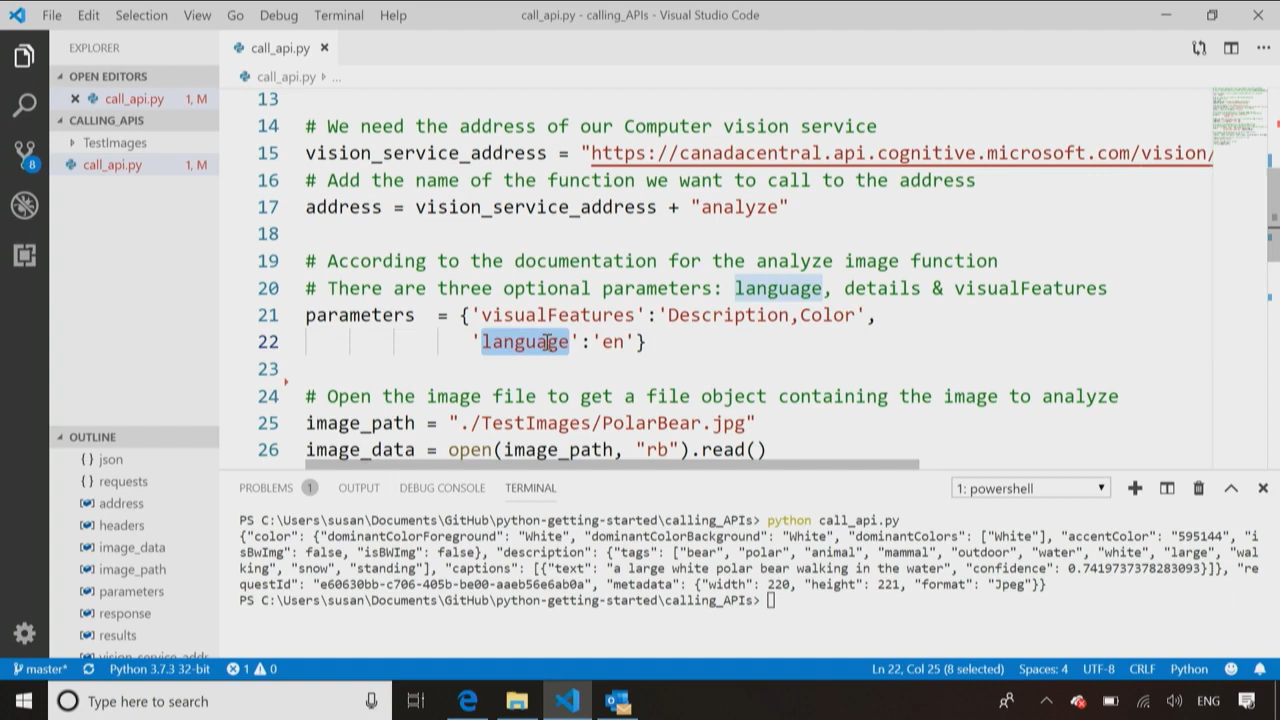 File Edit Selection View Go Debug Terminal Help
call_api.py - calling_APIs - Visual Studio Code
EXPLORER
OPEN EDITORS
call_api.py 1, M
CALLING_APIS
TestImages
call_api.py 1, M
8
OUTLINE
{ } json
{ } requests
address
headers
image_data
image_path
parameters
response
results
call_api.py
call_api.py ...
13
14 # We need the address of our Computer vision service
15 vision_service_address = "https://canadacentral.api.cognitive.microsoft.com/vision/
16 # Add the name of the function we want to call to the address
17 address = vision_service_address + "analyze"
18
19 # According to the documentation for the analyze image function
20 # There are three optional parameters: language, details & visualFeatures
21 parameters = {'visualFeatures':'Description,Color',
22 'language':'en'}
23
24 # Open the image file to get a file object containing the image to analyze
25 image_path = "./TestImages/PolarBear.jpg"
26 image_data = open(image_path, "rb").read()
PROBLEMS 1 OUTPUT DEBUG CONSOLE TERMINAL 1: powershell
PS C:\Users\susan\Documents\GitHub\python-getting-started\calling_APIs> python call_api.py
{"color": {"dominantColorForeground": "White", "dominantColorBackground": "White", "dominantColors": ["White"], "accentColor": "595144", "i
sBwImg": false, "isBWImg": false}, "description": {"tags": ["bear", "polar", "animal", "mammal", "outdoor", "water", "white", "large", "wal
king", "snow", "standing"], "captions": [{"text": "a large white polar bear walking in the water", "confidence": 0.7419737378283093}]}, "re
questId": "e60630bb-c706-405b-be00-aaeb56e6ab0a", "metadata": {"width": 220, "height": 221, "format": "Jpeg"}}
PS C:\Users\susan\Documents\GitHub\python-getting-started\calling_APIs>
master* Python 3.7.3 32-bit 1 0 Ln 22, Col 25 (8 selected) Spaces: 4 UTF-8 CRLF Python
Type here to search ENG